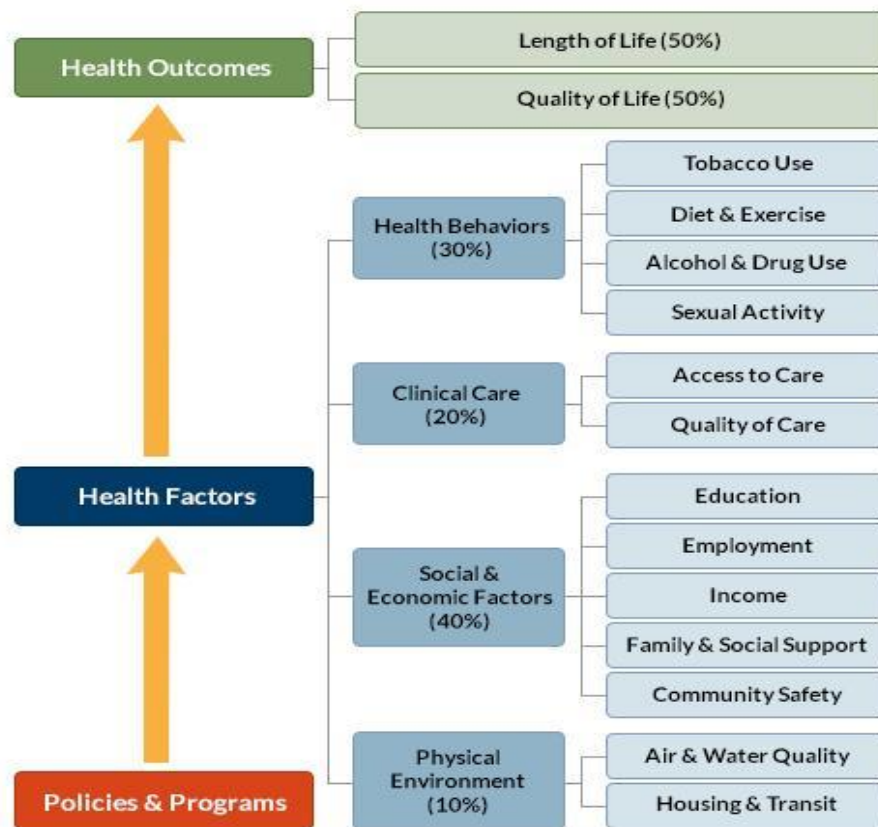 Health Outcomes
Length of Life (50%)
Quality of Life (50%)
Health Factors
Health Behaviors
(30%)
Tobacco Use
Diet & Exercise
Alcohol & Drug Use
Sexual Activity
Clinical Care
(20%)
Access to Care
Quality of Care
Social &
Economic Factors
(40%)
Education
Employment
Income
Family & Social Support
Community Safety
Physical
Environment
(10%)
Air & Water Quality
Housing & Transit
Policies & Programs